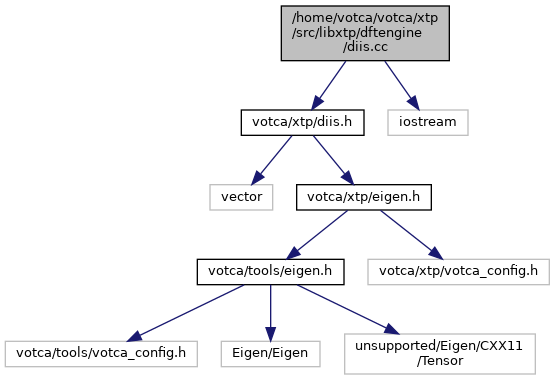 /home/votca/votca/xtp
/src/libxtp/dftengine
/diis.cc
votca/xtp/diis.h
iostream
vector
votca/xtp/eigen.h
votca/tools/eigen.h
votca/xtp/votca_config.h
votca/tools/votca_config.h
Eigen/Eigen
unsupported/Eigen/CXX11
/Tensor